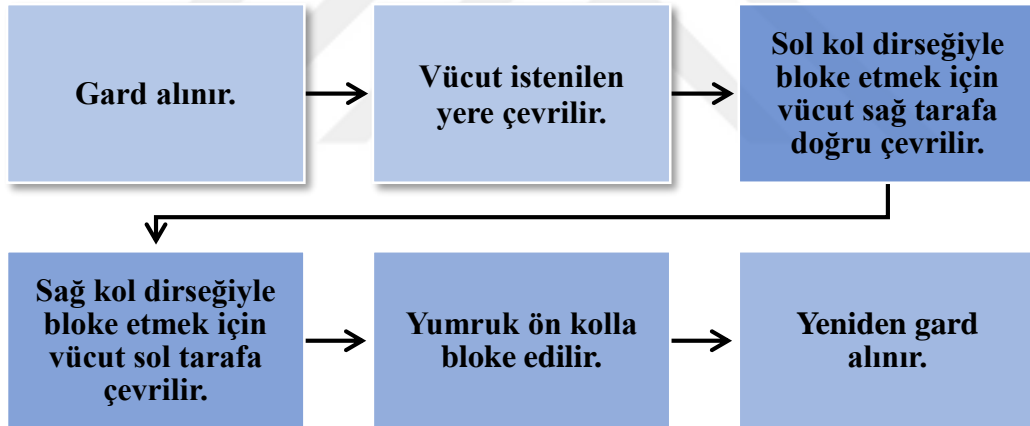 Gard alınır.
Vücut istenilen
yere çevrilir.
Sol kol dirseğiyle
bloke etmek için
vücut sağ tarafa
doğru çevrilir.
Sağ kol dirseğiyle
bloke etmek için
vücut sol tarafa
çevrilir.
Yumruk ön kolla
bloke edilir.
Yeniden gard
alınır.